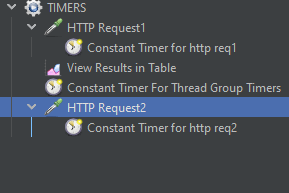 TIMERS
HTTP Request1
Constant Timer for http req1
View Results in Table
Constant Timer For Thread Group Timers
HTTP Request2
Constant Timer for http req2